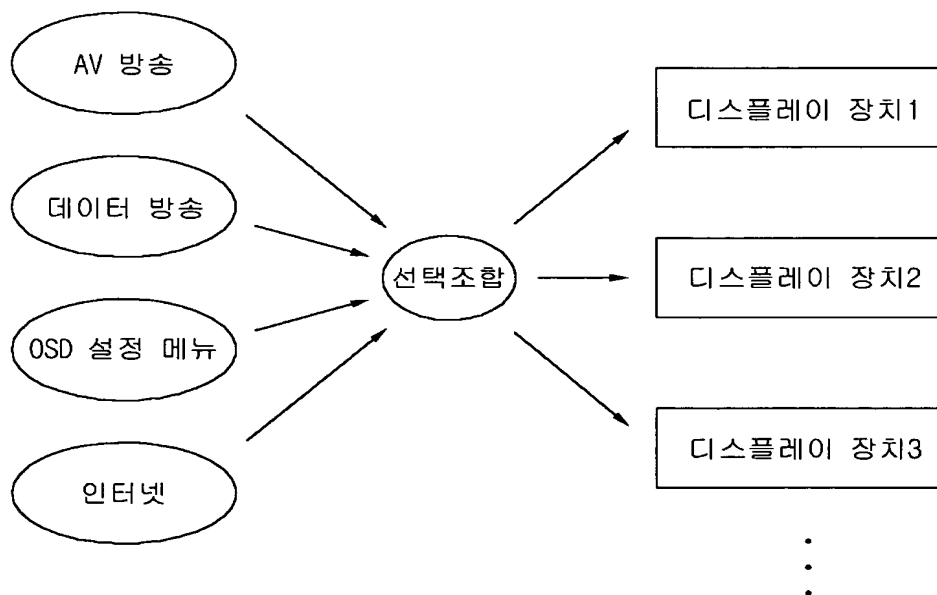 AV 방송
데이터 방송
OSD 설정 메뉴
인터넷
선택조합
디스플레이 장치1
디스플레이 장치2
디스플레이 장치3